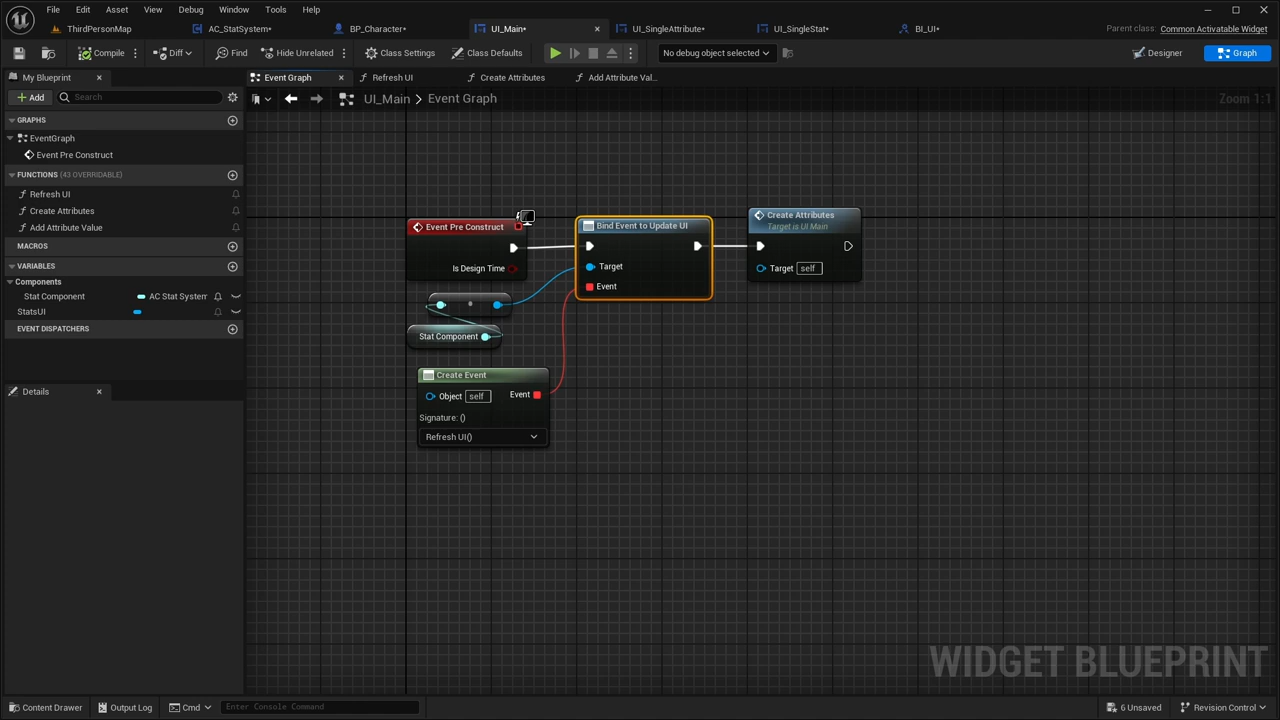 File Edit Asset View Debug Window Tools Help
ThirdPersonMap AC_StatSystem• BP_Character• UI_Main• UI_SingleAttribute• UI_SingleStat• BI_UI• Parent class: Common Activatable Widget
Compile Diff Find Hide Unrelated Class Settings Class Defaults No debug object selected Designer Graph
My Blueprint Event Graph Refresh UI Create Attributes Add Attribute Val...
Add Search UI_Main > Event Graph Zoom 1:1
GRAPHS
EventGraph
Event Pre Construct
FUNCTIONS (43 OVERRIDABLE)
Refresh UI
Create Attributes
Add Attribute Value
MACROS
VARIABLES
Components
Stat Component AC Stat System
StatsUI
EVENT DISPATCHERS
Details
Event Pre Construct
Is Design Time
Stat Component
Create Event
Object self Event
Signature: ()
Refresh UI()
Bind Event to Update UI
Target
Event
Create Attributes
Target is UI Main
Target self
WIDGET BLUEPRINT
Content Drawer Output Log Cmd Enter Console Command 6 Unsaved Revision Control